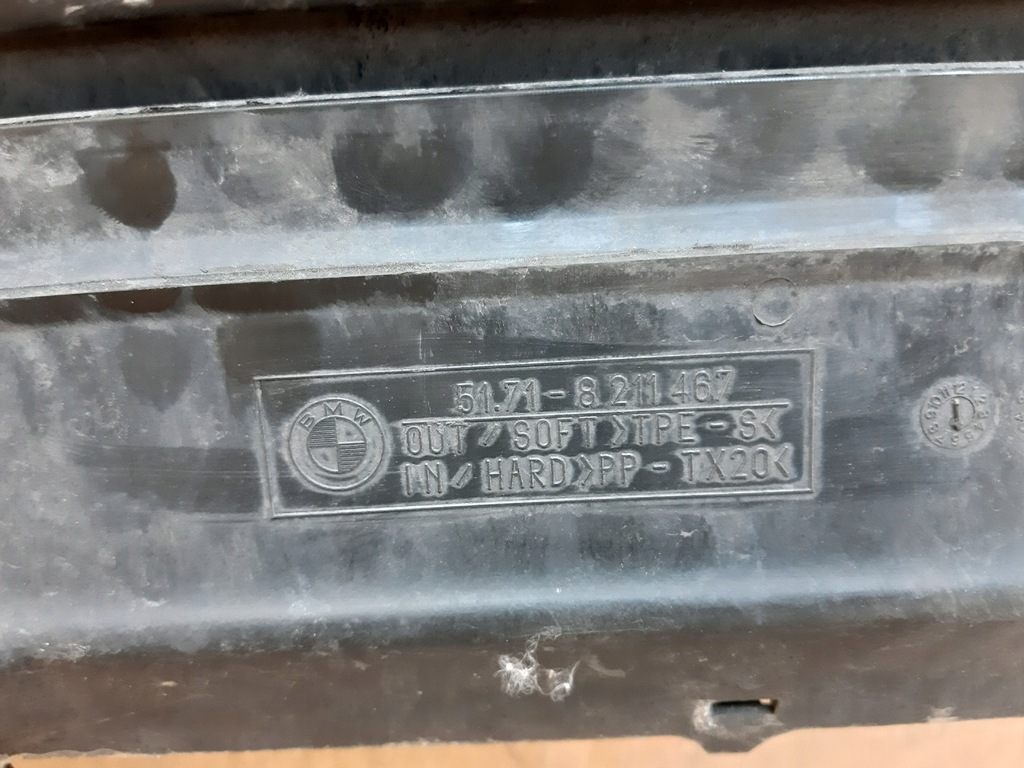 51.71-8 211 467
BMW
OUT/SOFT>TPE-S<
IN/HARD>PP-TX20<